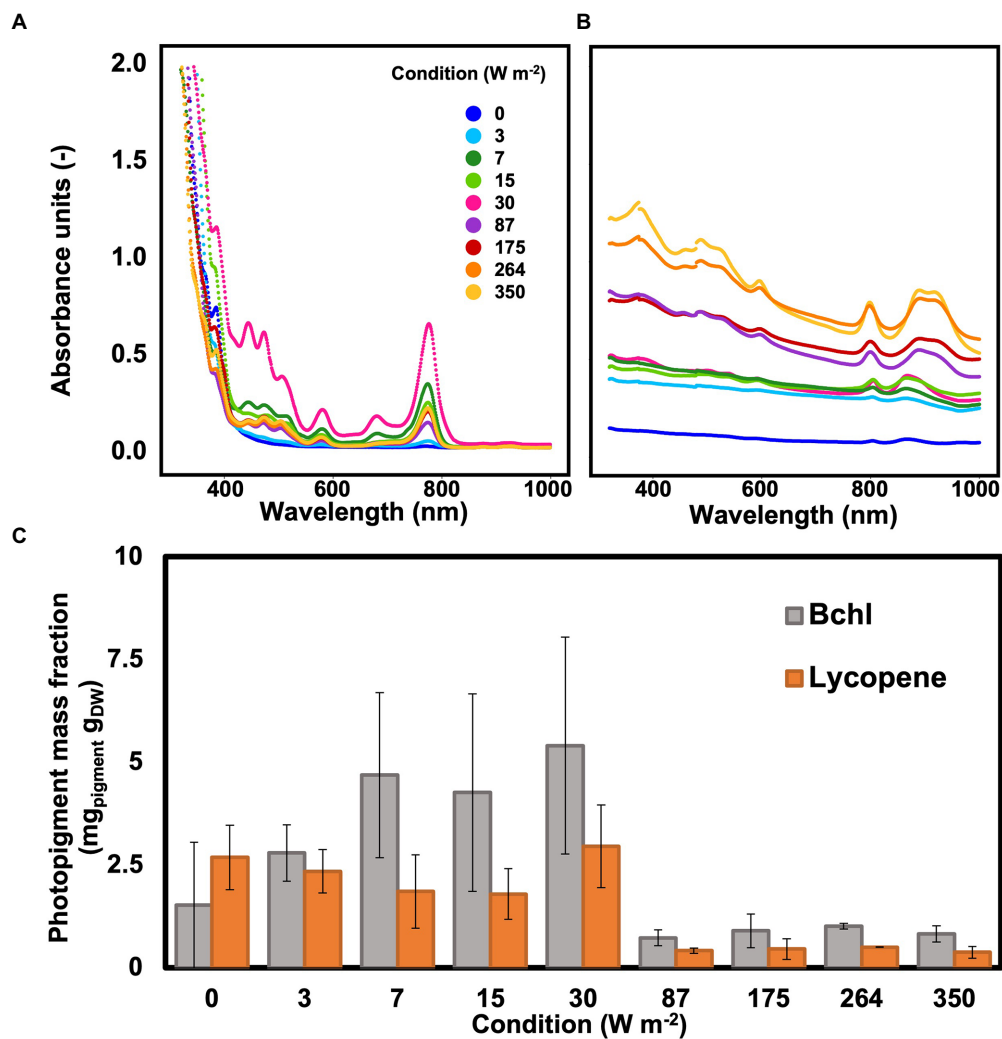 A
B
2.0
1.5
1.0
0.5
0.0
Absorbance units (-)
Condition (W m-2)
0
3
7
15
30
87
175
264
350
400 600 800 1000
Wavelength (nm)
400 600 800 1000
Wavelength (nm)
C
10
7.5
5
2.5
0
Photopigment mass fraction
(mgpigment gDW)
Bchl
Lycopene
0 3 7 15 30 87 175 264 350
Condition (W m-2)